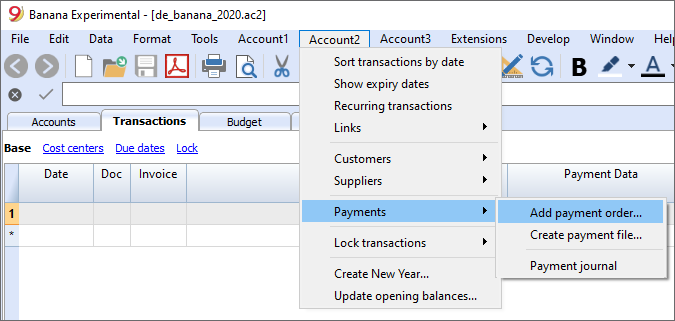 Banana Experimental - [de_banana_2020.ac2]
File Edit Data Format Tools Account1 Account2 Account3 Extensions Develop Window Help
B A
Accounts Transactions Budget
Base Cost centers Due dates Lock
Date Doc Invoice Payment Data
1
*
Sort transactions by date
Show expiry dates
Recurring transactions
Links
Customers
Suppliers
Payments
Lock transactions
Create New Year...
Update opening balances...
Add payment order...
Create payment file...
Payment journal